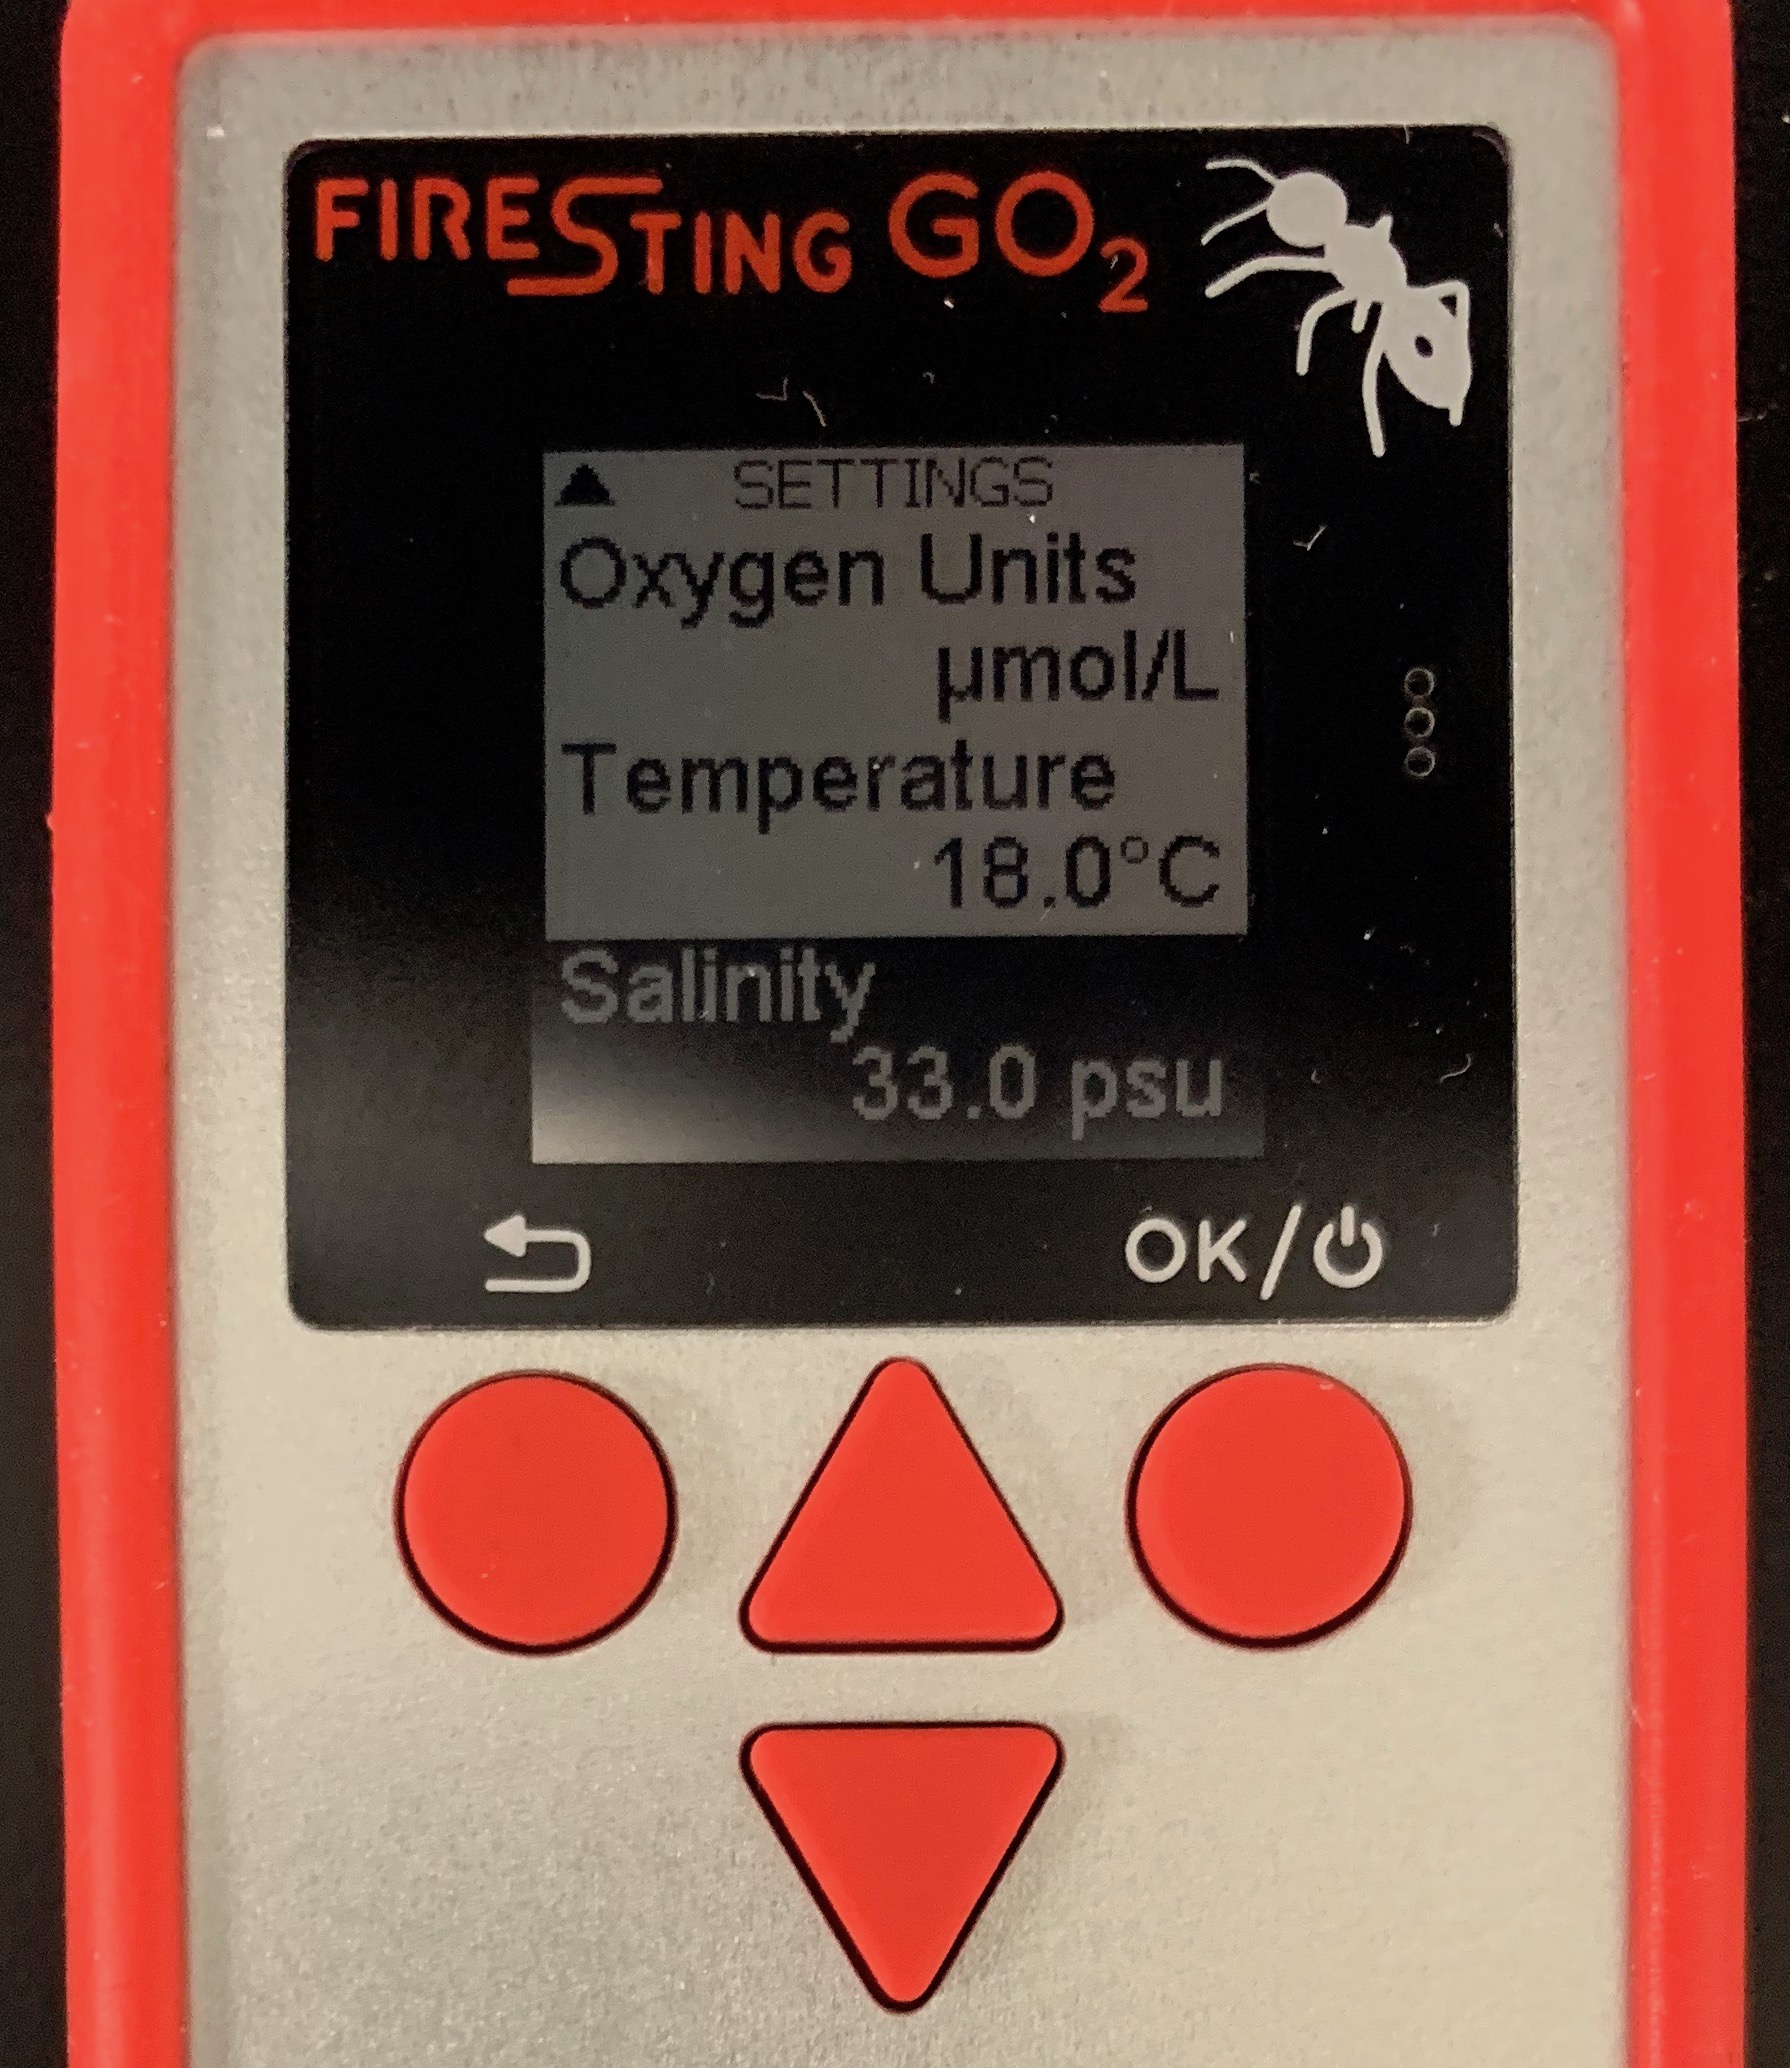 FIRESTING GO2
SETTINGS
Oxygen Units
µmol/L
Temperature
18.0°C
Salinity
33.0 psu
OK/